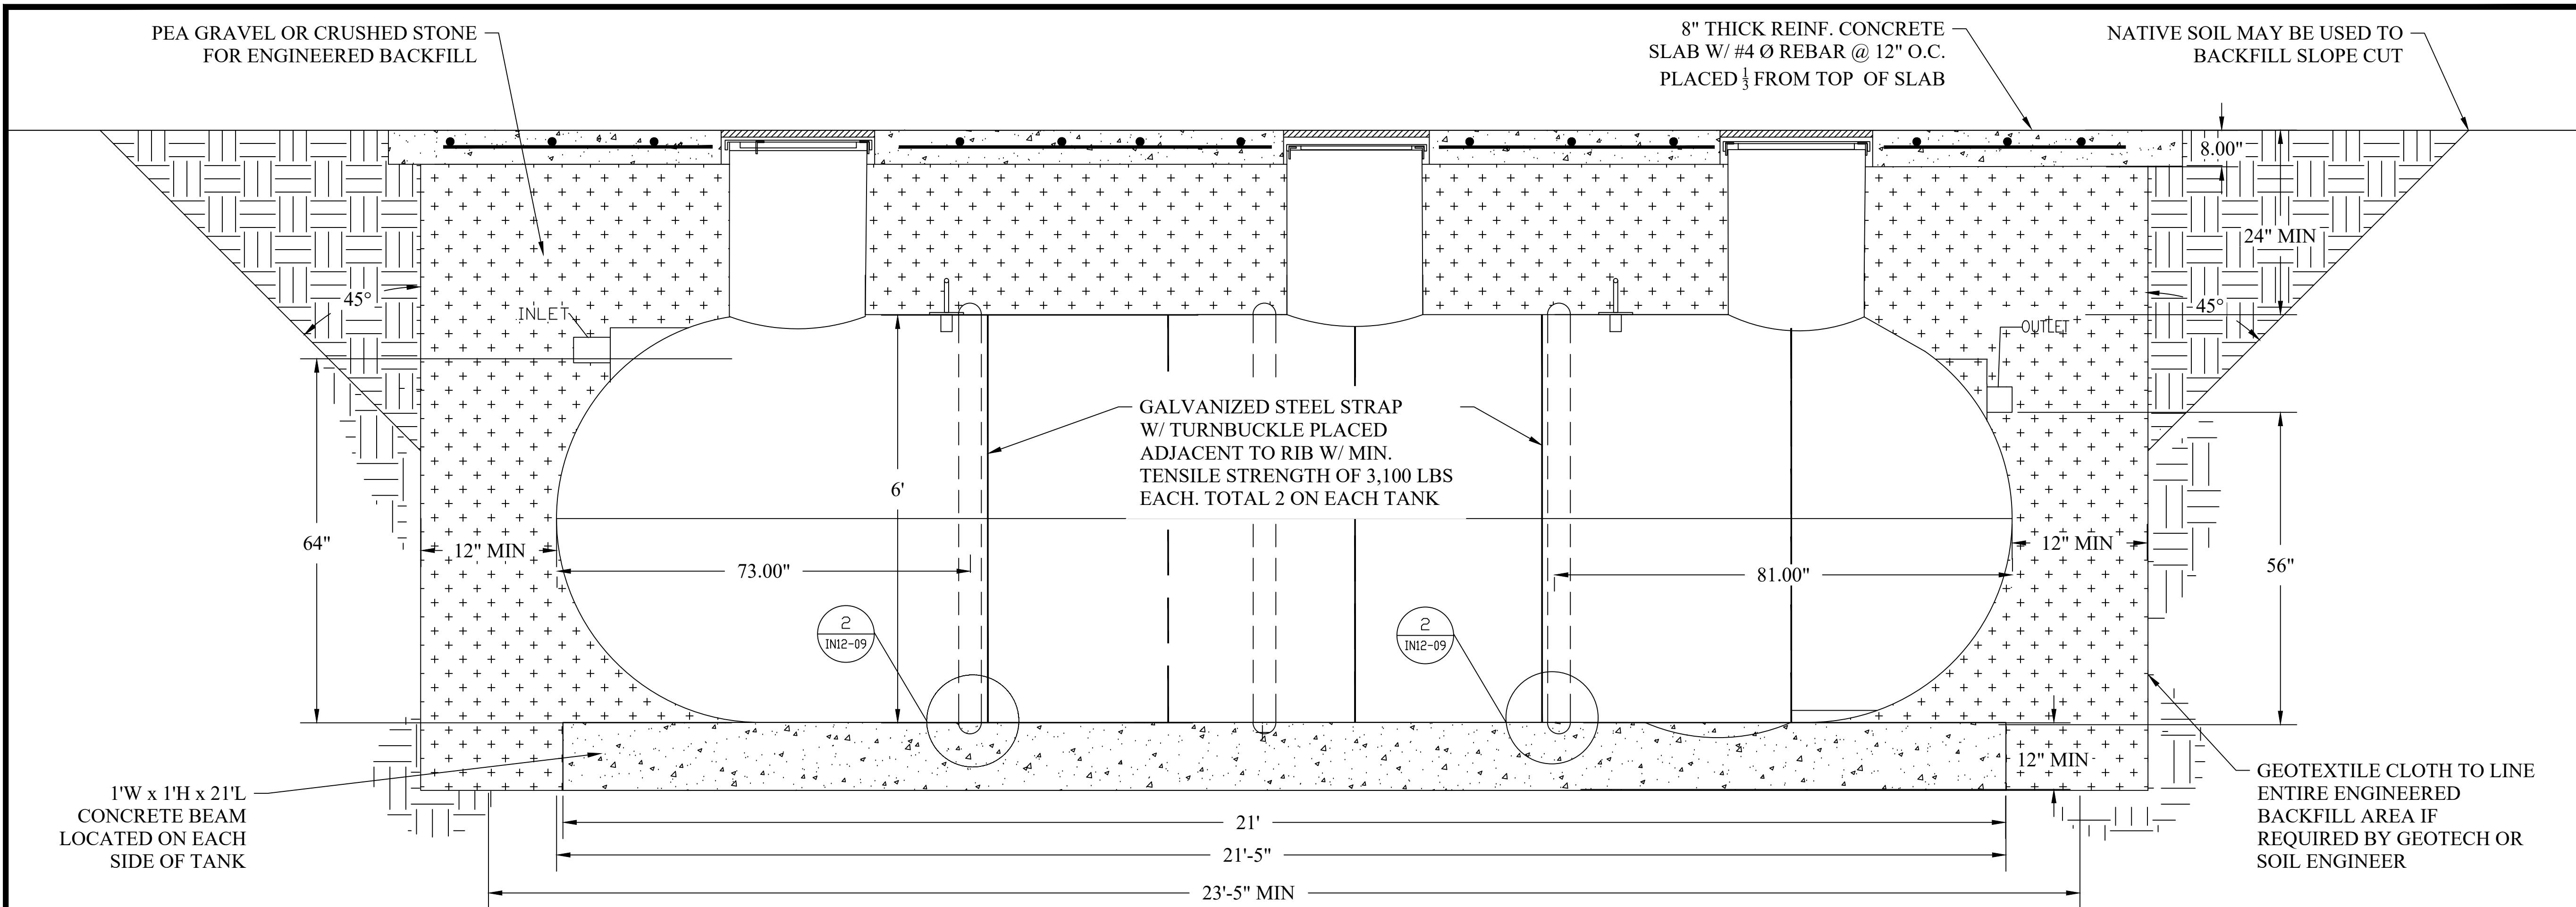 PEA GRAVEL OR CRUSHED STONE
FOR ENGINEERED BACKFILL
8" THICK REINF. CONCRETE
SLAB W/ #4 Ø REBAR @ 12" O.C.
PLACED 1/3 FROM TOP OF SLAB
NATIVE SOIL MAY BE USED TO
BACKFILL SLOPE CUT
8.00"
24" MIN
45°
INLET
45°
OUTLET
GALVANIZED STEEL STRAP
W/ TURNBUCKLE PLACED
ADJACENT TO RIB W/ MIN.
TENSILE STRENGTH OF 3,100 LBS
EACH. TOTAL 2 ON EACH TANK
6'
64"
12" MIN
73.00"
81.00"
12" MIN
56"
2
IN12-09
2
IN12-09
12" MIN
1'W x 1'H x 21'L
CONCRETE BEAM
LOCATED ON EACH
SIDE OF TANK
GEOTEXTILE CLOTH TO LINE
ENTIRE ENGINEERED
BACKFILL AREA IF
REQUIRED BY GEOTECH OR
SOIL ENGINEER
21'
21'-5"
23'-5" MIN